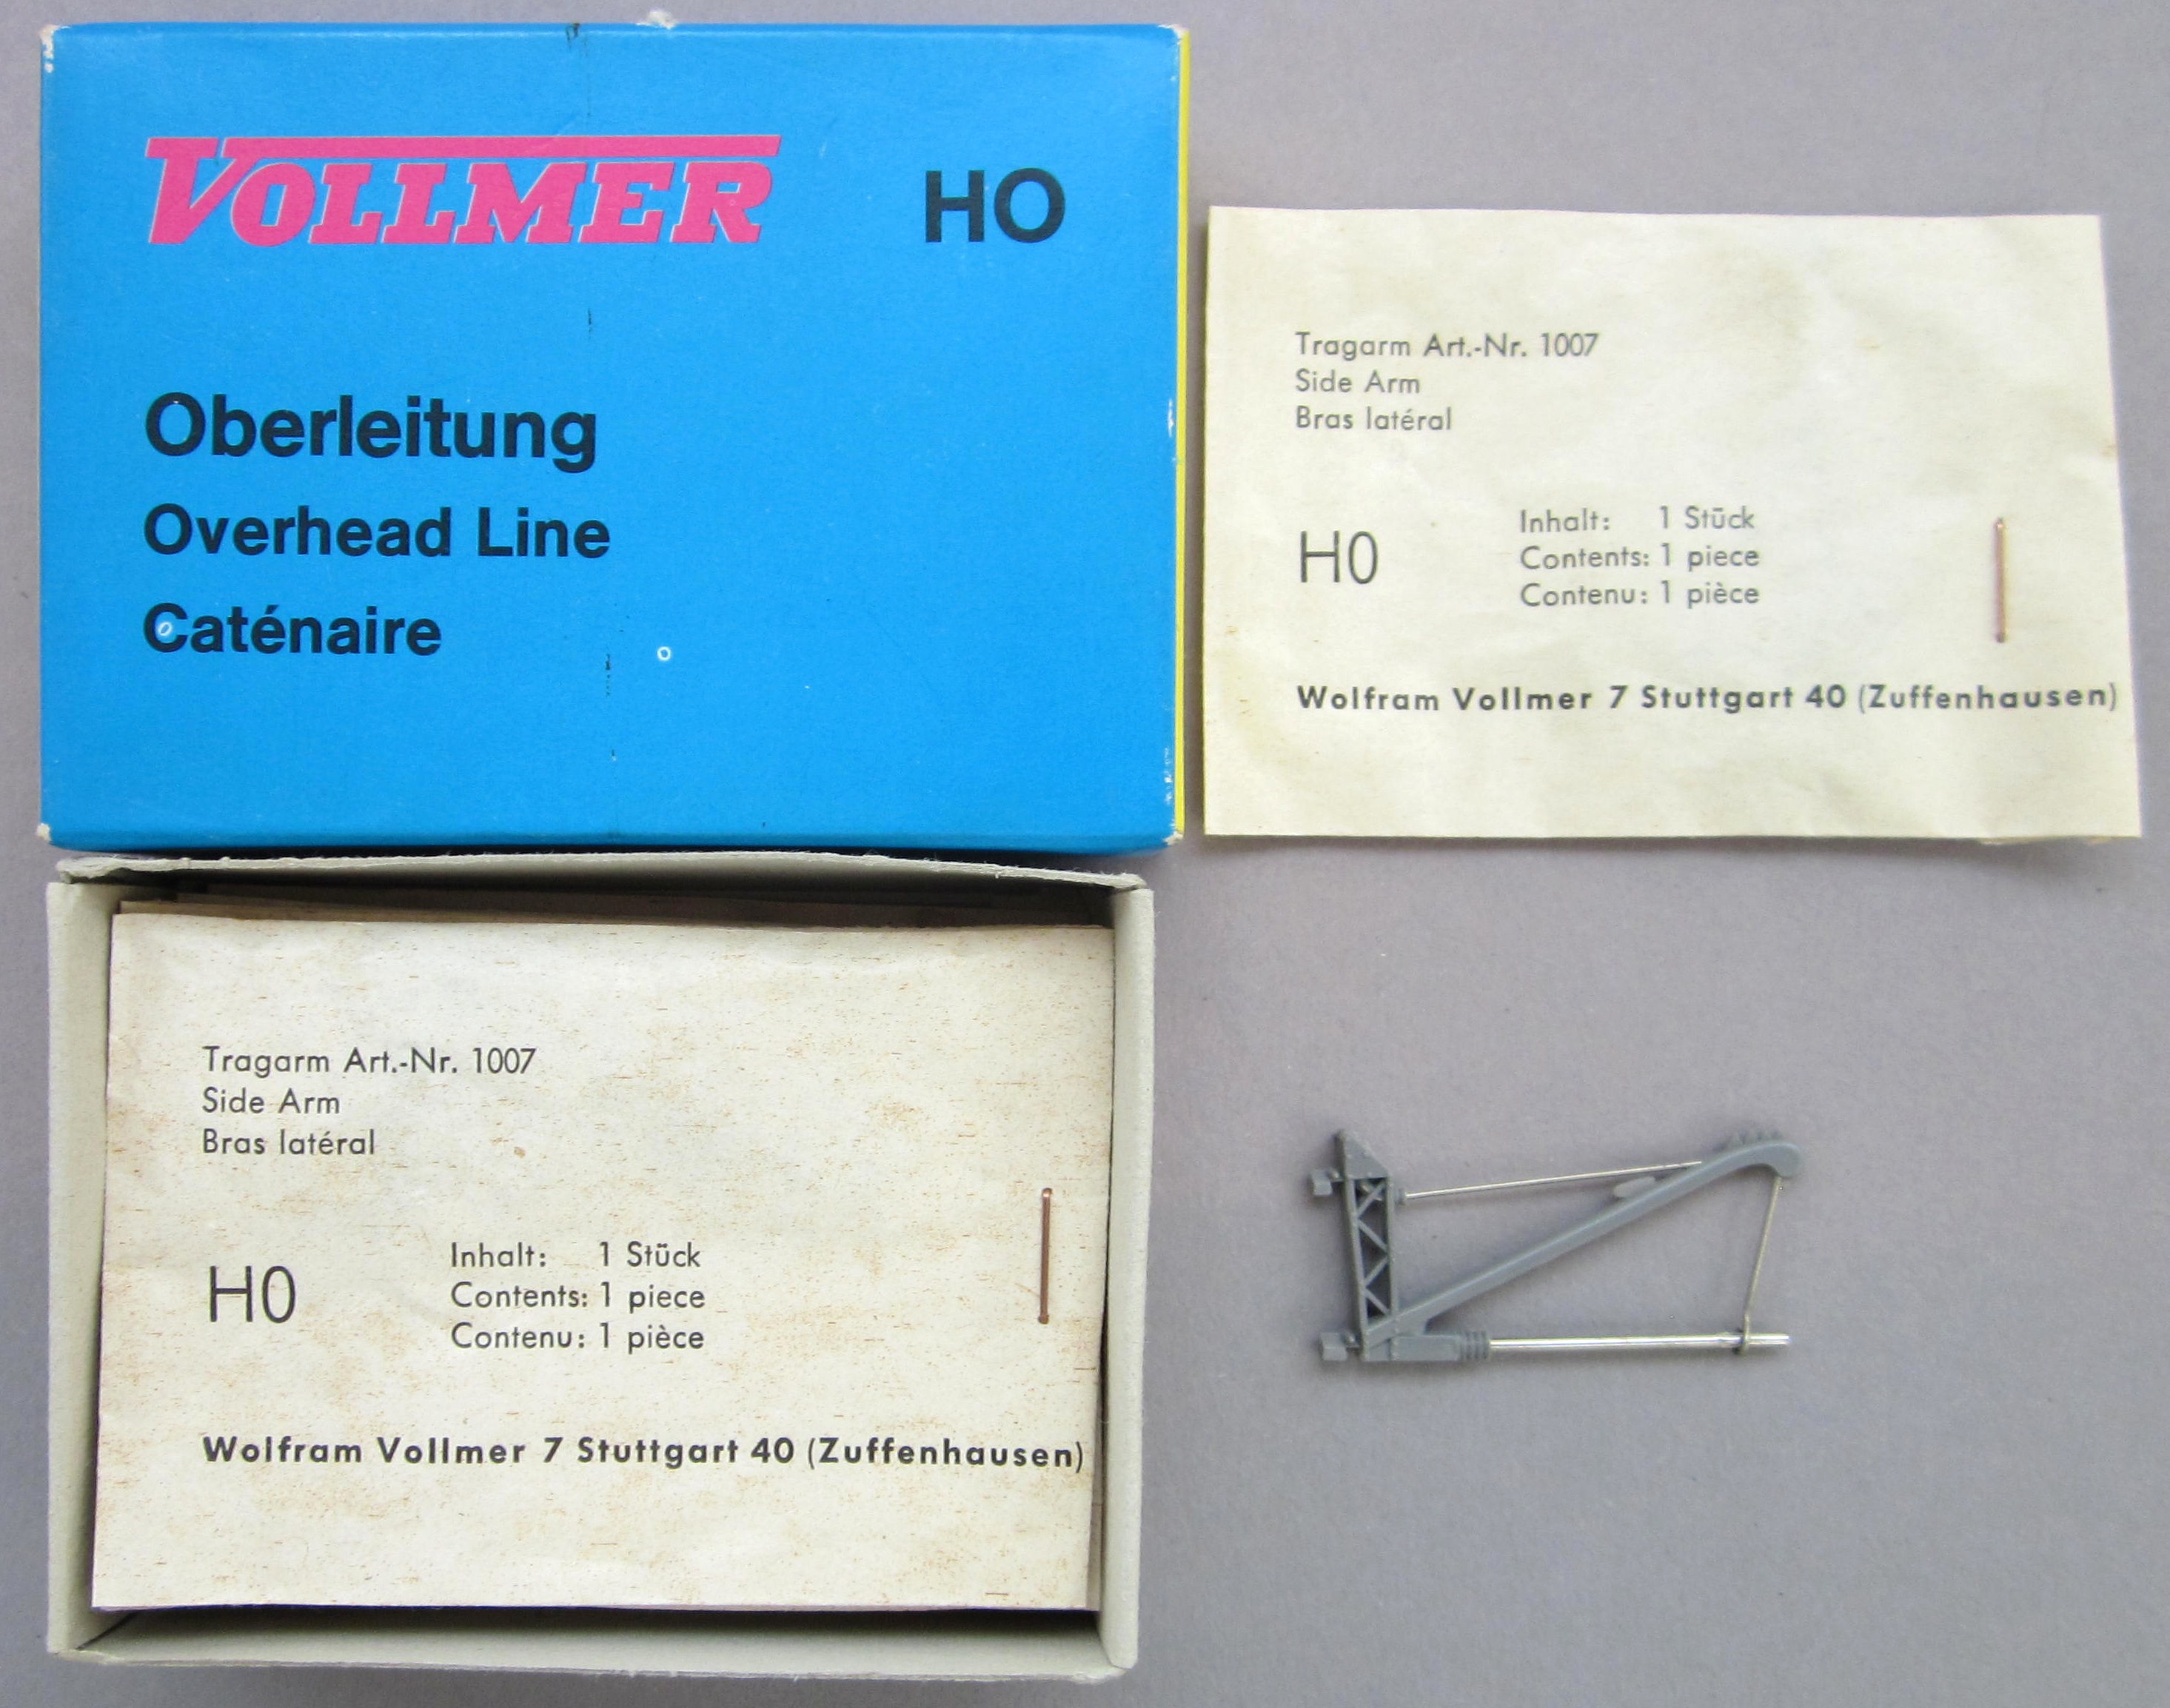 VOLLMER HO
Oberleitung
Overhead Line
Caténaire
Tragarm Art.-Nr. 1007
Side Arm
Bras latéral
H0
Inhalt: 1 Stück
Contents: 1 piece
Contenu: 1 pièce
Wolfram Vollmer 7 Stuttgart 40 (Zuffenhausen)
Tragarm Art.-Nr. 1007
Side Arm
Bras latéral
H0
Inhalt: 1 Stück
Contents: 1 piece
Contenu: 1 pièce
Wolfram Vollmer 7 Stuttgart 40 (Zuffenhausen)